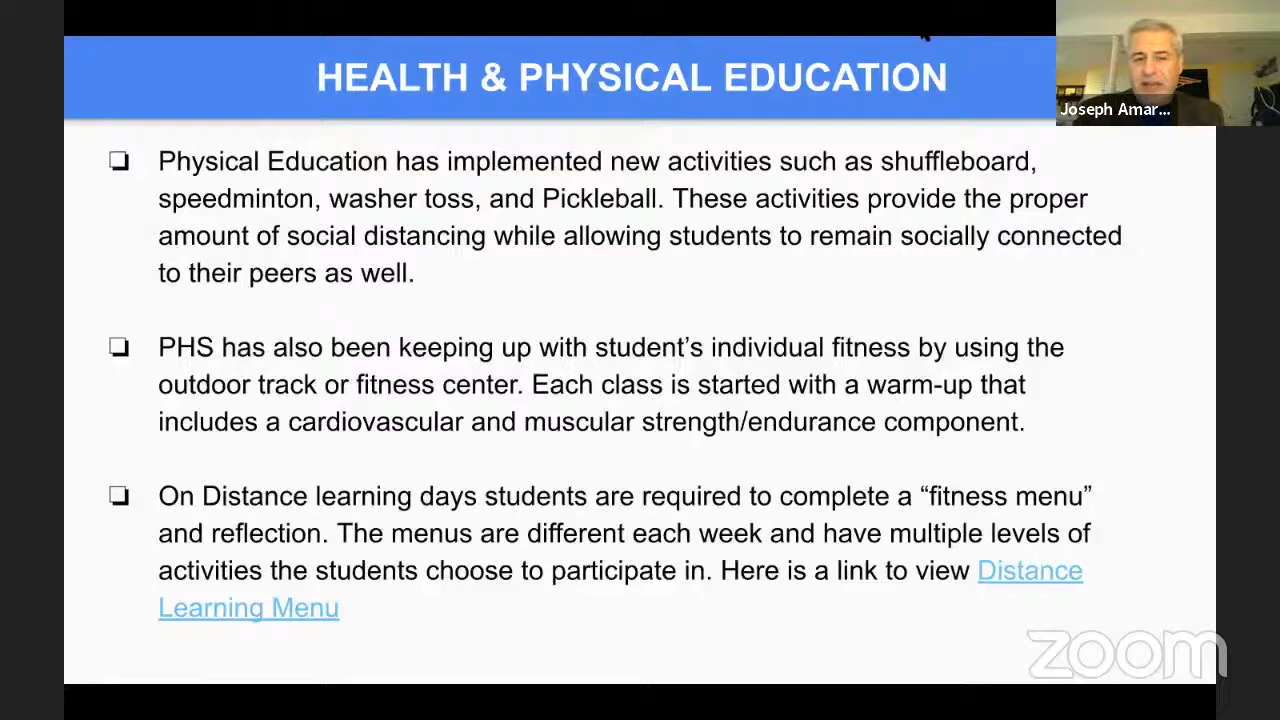 HEALTH & PHYSICAL EDUCATION
Joseph Amar...
❏ Physical Education has implemented new activities such as shuffleboard,
speedminton, washer toss, and Pickleball. These activities provide the proper
amount of social distancing while allowing students to remain socially connected
to their peers as well.
❏ PHS has also been keeping up with student’s individual fitness by using the
outdoor track or fitness center. Each class is started with a warm-up that
includes a cardiovascular and muscular strength/endurance component.
❏ On Distance learning days students are required to complete a “fitness menu”
and reflection. The menus are different each week and have multiple levels of
activities the students choose to participate in. Here is a link to view Distance
Learning Menu
zoom